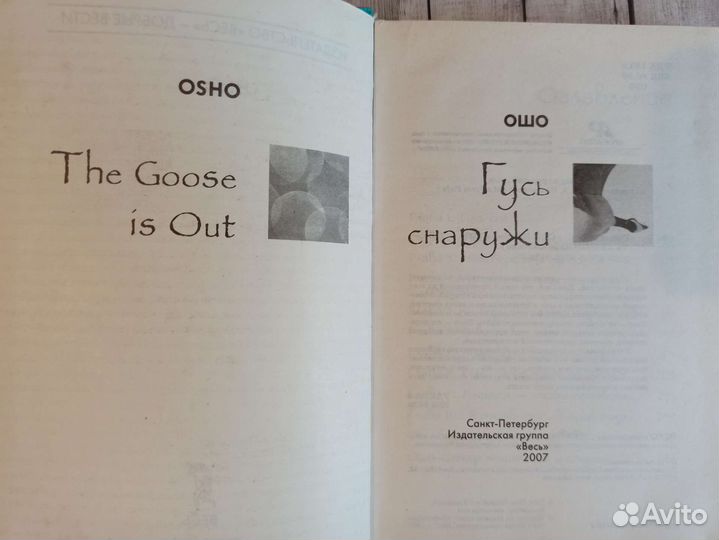 OSHO
The Goose
is Out
ОШО
Гусь
снаружи
Санкт-Петербург
Издательская группа
«Весь»
2007
Avito